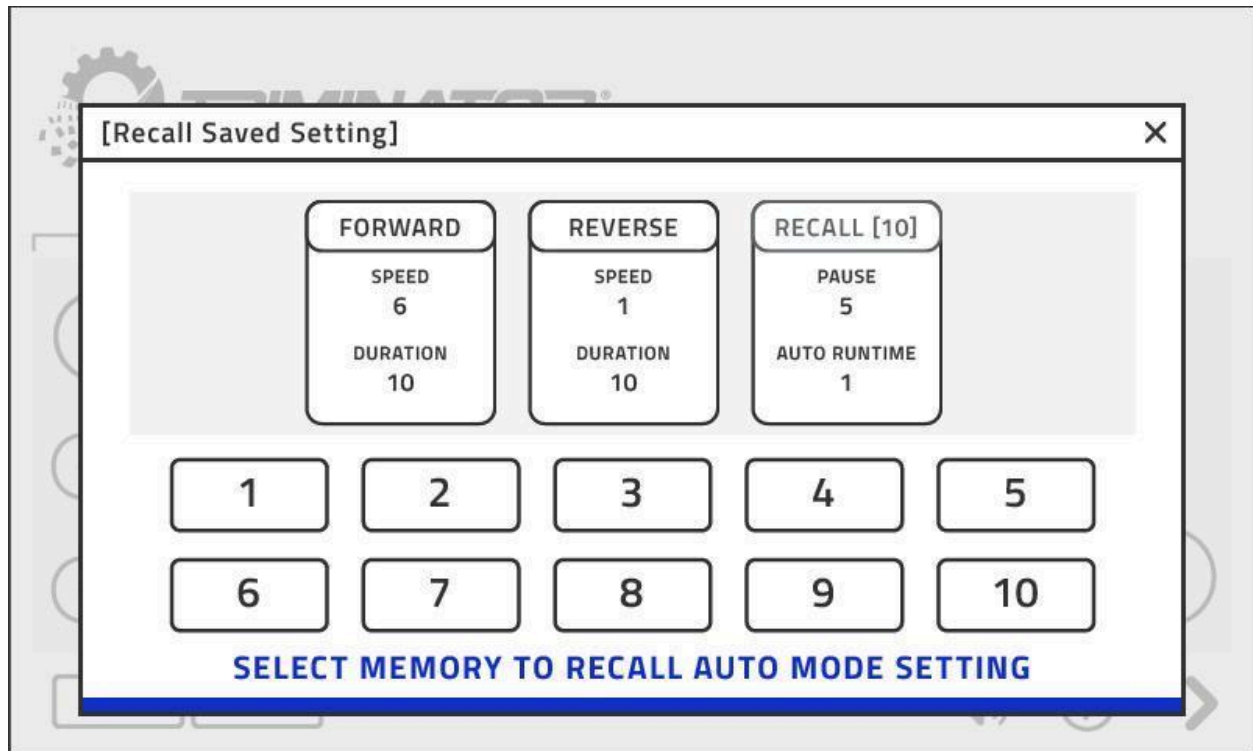 TRIMINATOR®
[Recall Saved Setting] ×
FORWARD REVERSE RECALL [10]
SPEED SPEED PAUSE
6 1 5
DURATION DURATION AUTO RUNTIME
10 10 1
1 2 3 4 5
6 7 8 9 10
SELECT MEMORY TO RECALL AUTO MODE SETTING